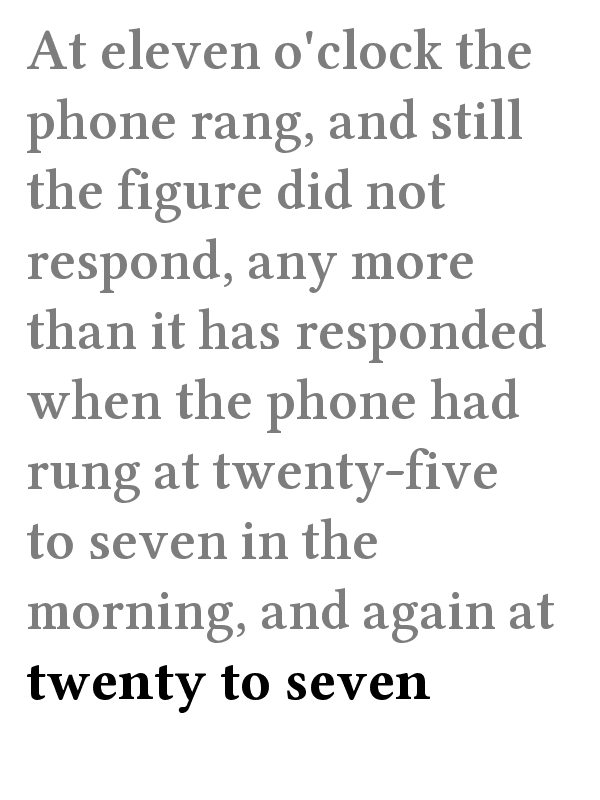 At eleven o'clock the
phone rang, and still
the figure did not
respond, any more
than it has responded
when the phone had
rung at twenty-five
to seven in the
morning, and again at
twenty to seven